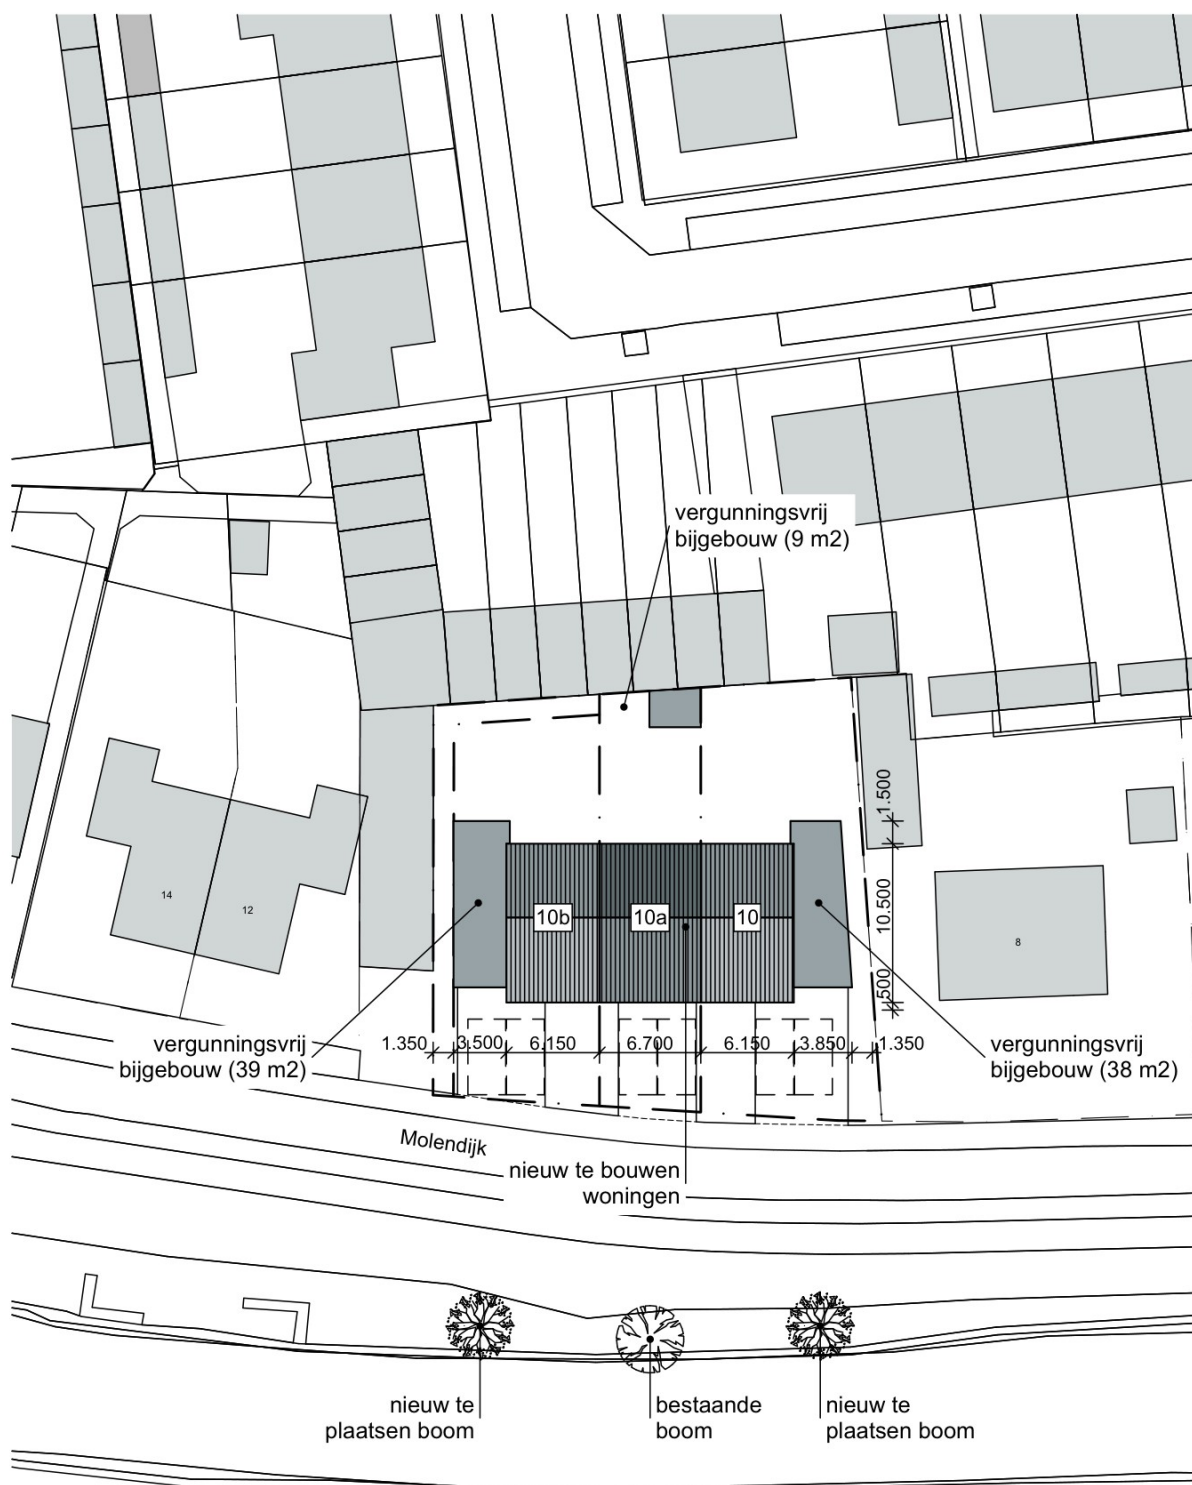 vergunningsvrij
bijgebouw (9 m2)
1.500
10.500
500
10b
10a
10
14
12
8
vergunningsvrij
bijgebouw (39 m2)
1.350
3.500
6.150
6.700
6.150
3.850
1.350
vergunningsvrij
bijgebouw (38 m2)
Molendijk
nieuw te bouwen
woningen
nieuw te
plaatsen boom
bestaande
boom
nieuw te
plaatsen boom